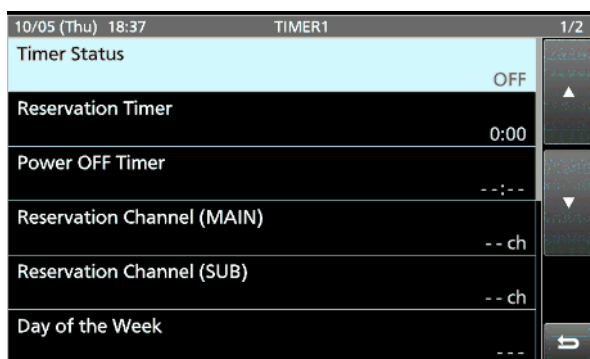 10/05 (Thu) 18:37 TIMER1 1/2
Timer Status
OFF
Reservation Timer
0:00
Power OFF Timer
--:--
Reservation Channel (MAIN)
-- ch
Reservation Channel (SUB)
-- ch
Day of the Week
---